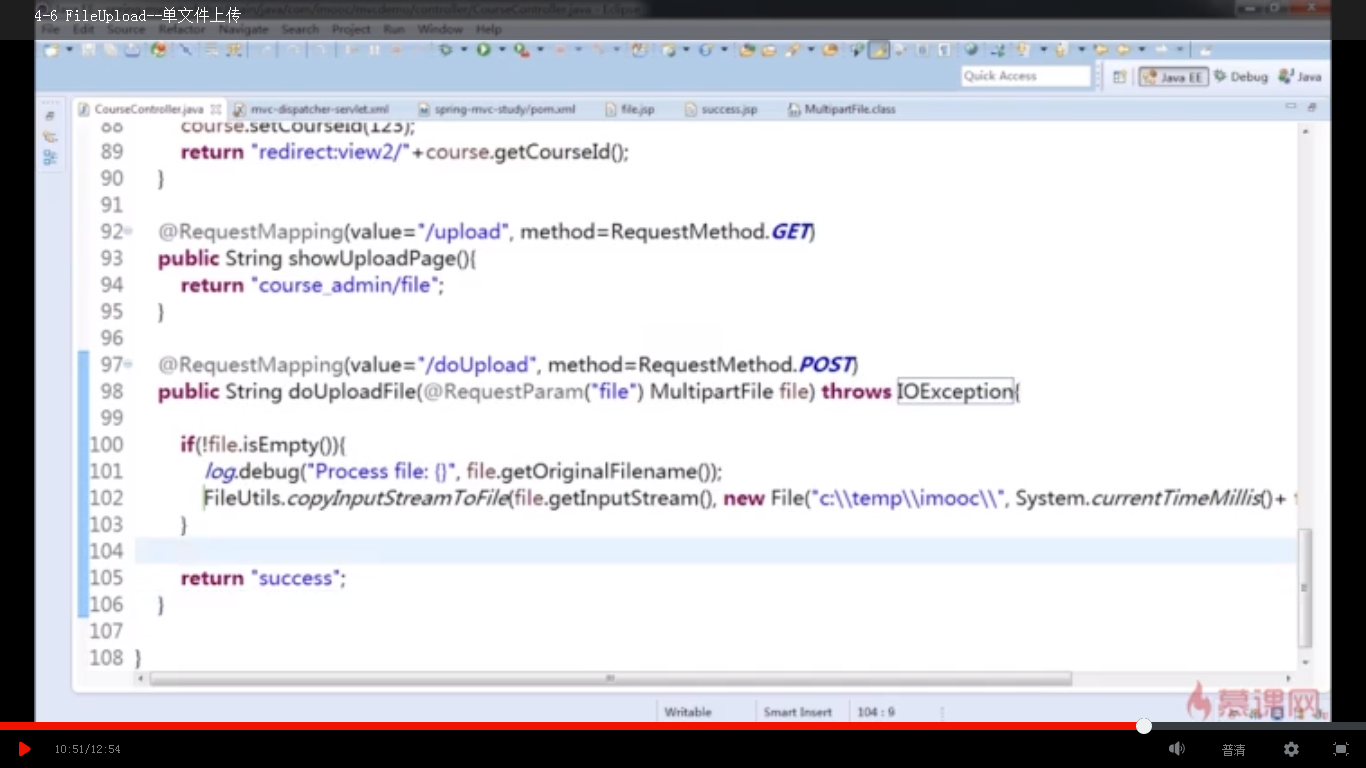 4-6 FileUpload--单文件上传
File Edit Source Refactor Navigate Search Project Run Window Help
Quick Access
Java EE
Debug
Java
CourseController.java
mvc-dispatcher-servlet.xml
spring-mvc-study/pom.xml
file.jsp
success.jsp
MultipartFile.class
88 course.setCourseId(123);
89 return "redirect:view2/"+course.getCourseId();
90 }
91
92 @RequestMapping(value="/upload", method=RequestMethod.GET)
93 public String showUploadPage(){
94 return "course_admin/file";
95 }
96
97 @RequestMapping(value="/doUpload", method=RequestMethod.POST)
98 public String doUploadFile(@RequestParam("file") MultipartFile file) throws IOException{
99
100 if(!file.isEmpty()){
101 log.debug("Process file: {}", file.getOriginalFilename());
102 FileUtils.copyInputStreamToFile(file.getInputStream(), new File("c:\\temp\\imooc\\", System.currentTimeMillis()+
103 }
104
105 return "success";
106 }
107
108 }
Writable
Smart Insert
104 : 9
慕课网
10:51/12:54
普清